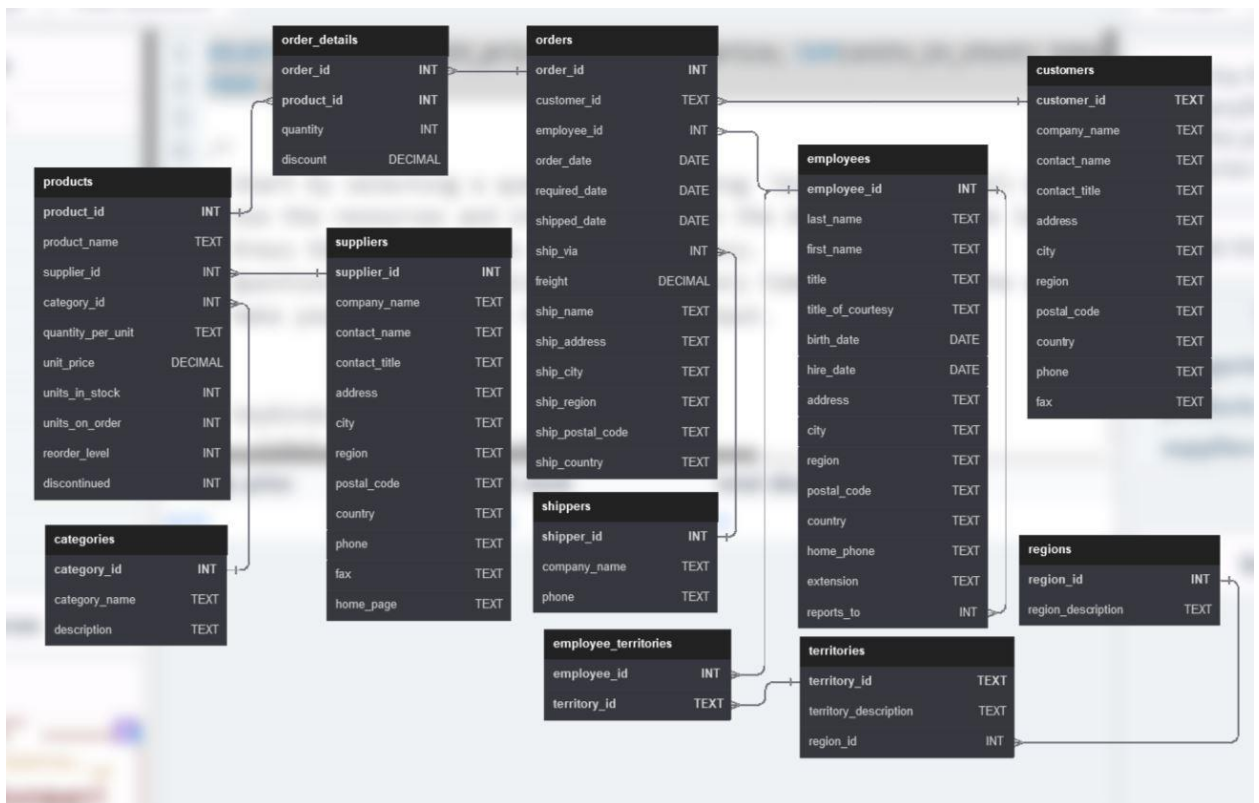 order_details
order_id INT
product_id INT
quantity INT
discount DECIMAL
orders
order_id INT
customer_id TEXT
employee_id INT
order_date DATE
required_date DATE
shipped_date DATE
ship_via INT
freight DECIMAL
ship_name TEXT
ship_address TEXT
ship_city TEXT
ship_region TEXT
ship_postal_code TEXT
ship_country TEXT
customers
customer_id TEXT
company_name TEXT
contact_name TEXT
contact_title TEXT
address TEXT
city TEXT
region TEXT
postal_code TEXT
country TEXT
phone TEXT
fax TEXT
employees
employee_id INT
last_name TEXT
first_name TEXT
title TEXT
title_of_courtesy TEXT
birth_date DATE
hire_date DATE
address TEXT
city TEXT
region TEXT
postal_code TEXT
country TEXT
home_phone TEXT
extension TEXT
reports_to INT
products
product_id INT
product_name TEXT
supplier_id INT
category_id INT
quantity_per_unit TEXT
unit_price DECIMAL
units_in_stock INT
units_on_order INT
reorder_level INT
discontinued INT
suppliers
supplier_id INT
company_name TEXT
contact_name TEXT
contact_title TEXT
address TEXT
city TEXT
region TEXT
postal_code TEXT
country TEXT
phone TEXT
fax TEXT
home_page TEXT
categories
category_id INT
category_name TEXT
description TEXT
shippers
shipper_id INT
company_name TEXT
phone TEXT
regions
region_id INT
region_description TEXT
employee_territories
employee_id INT
territory_id TEXT
territories
territory_id TEXT
territory_description TEXT
region_id INT